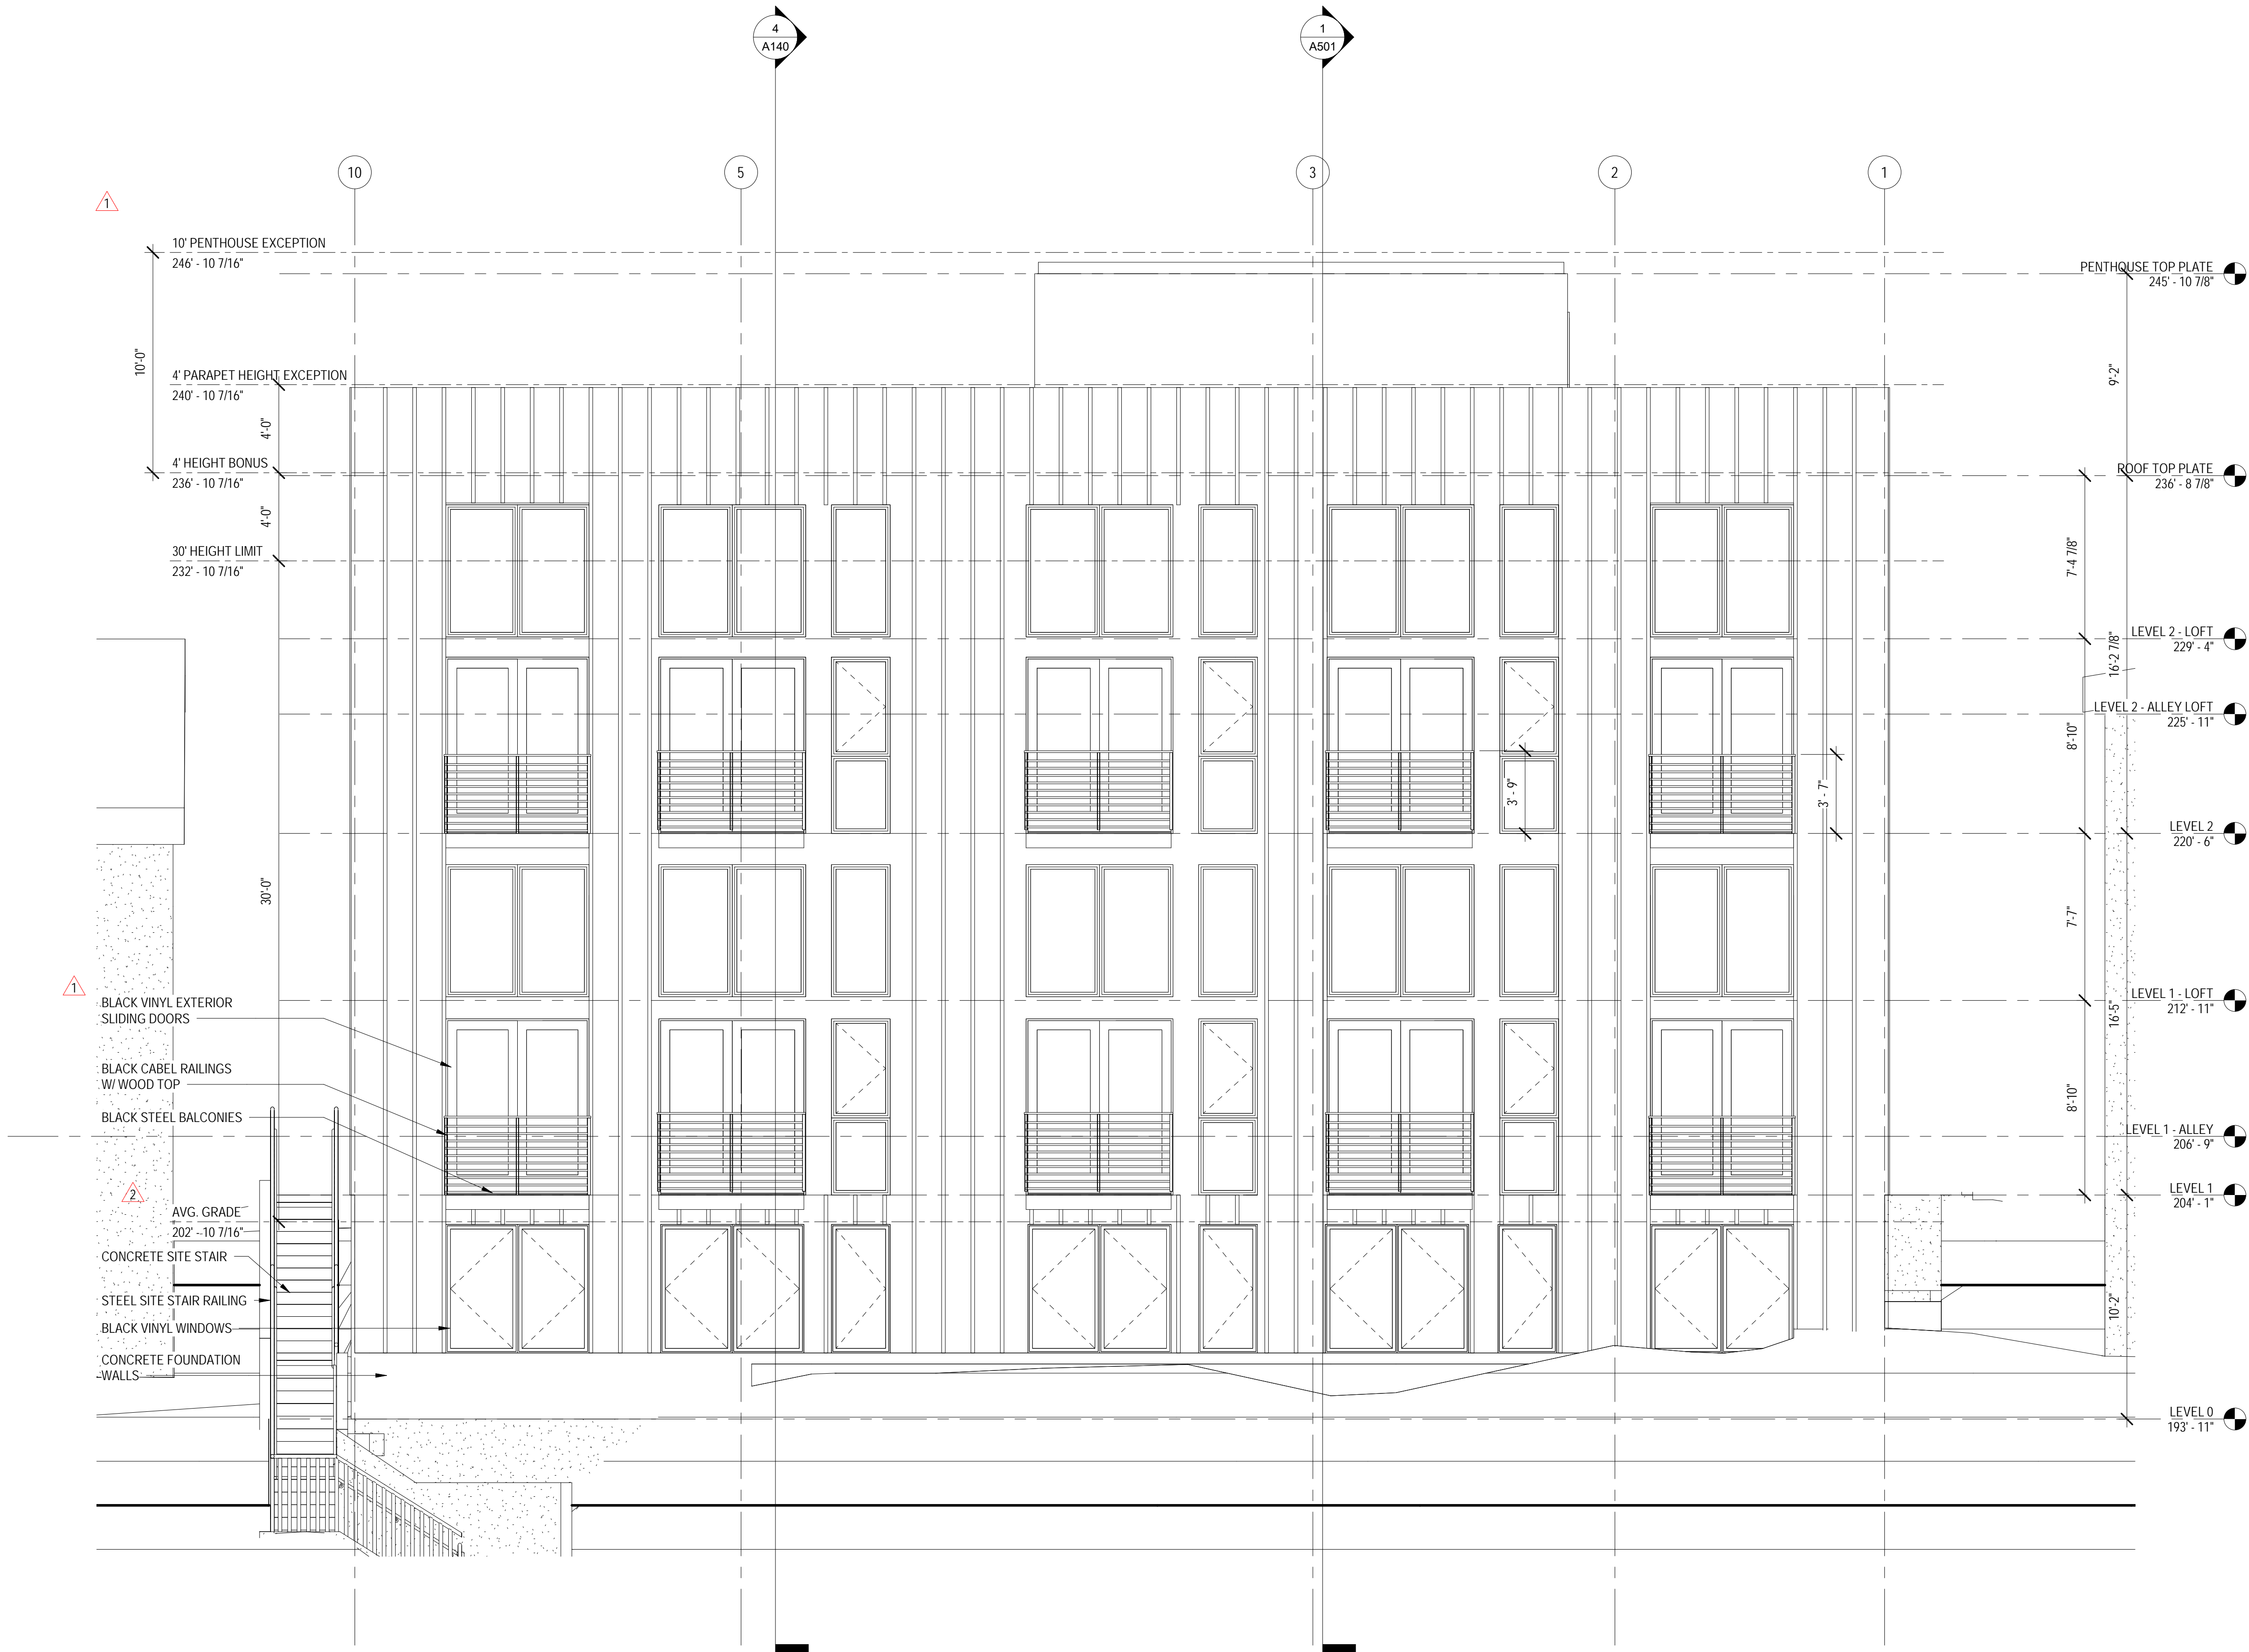 4
A140
1
A501
10
5
3
2
1
1
10' PENTHOUSE EXCEPTION
246' - 10 7/16"
PENTHOUSE TOP PLATE
245' - 10 7/8"
10'-0"
9'-2"
4' PARAPET HEIGHT EXCEPTION
240' - 10 7/16"
4'-0"
4' HEIGHT BONUS
236' - 10 7/16"
ROOF TOP PLATE
236' - 8 7/8"
4'-0"
30' HEIGHT LIMIT
232' - 10 7/16"
7'-4 7/8"
LEVEL 2 - LOFT
229' - 4"
16'-2 7/8"
LEVEL 2 - ALLEY LOFT
225' - 11"
8'-10"
3' - 9"
3' - 7"
LEVEL 2
220' - 6"
30'-0"
7'-7"
1
BLACK VINYL EXTERIOR
SLIDING DOORS
LEVEL 1 - LOFT
212' - 11"
16'-5"
BLACK CABEL RAILINGS
W/ WOOD TOP
8'-10"
BLACK STEEL BALCONIES
LEVEL 1 - ALLEY
206' - 9"
2
LEVEL 1
204' - 1"
AVG. GRADE
202' - 10 7/16"
CONCRETE SITE STAIR
STEEL SITE STAIR RAILING
10'-2"
BLACK VINYL WINDOWS
CONCRETE FOUNDATION
WALLS
LEVEL 0
193' - 11"